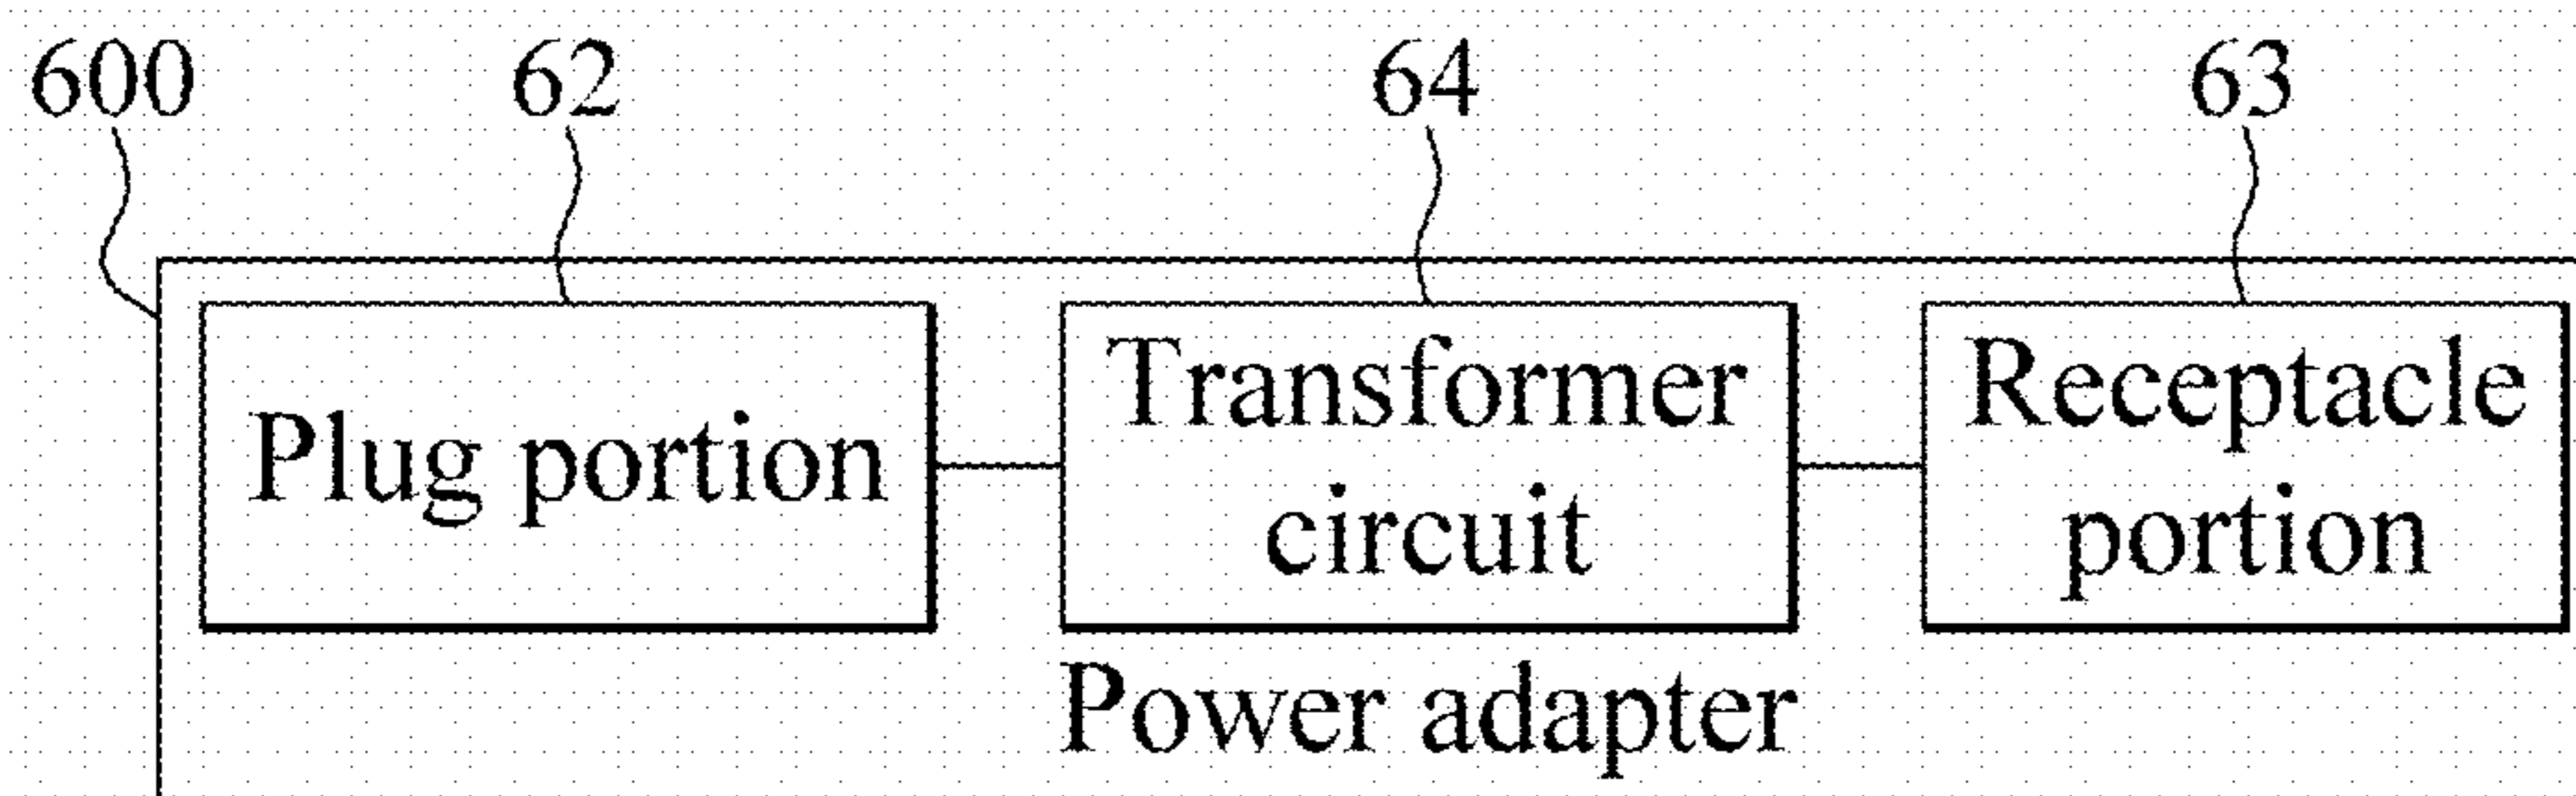 600 62 64 63
Plug portion
Transformer
circuit
Receptacle
portion
Power adapter